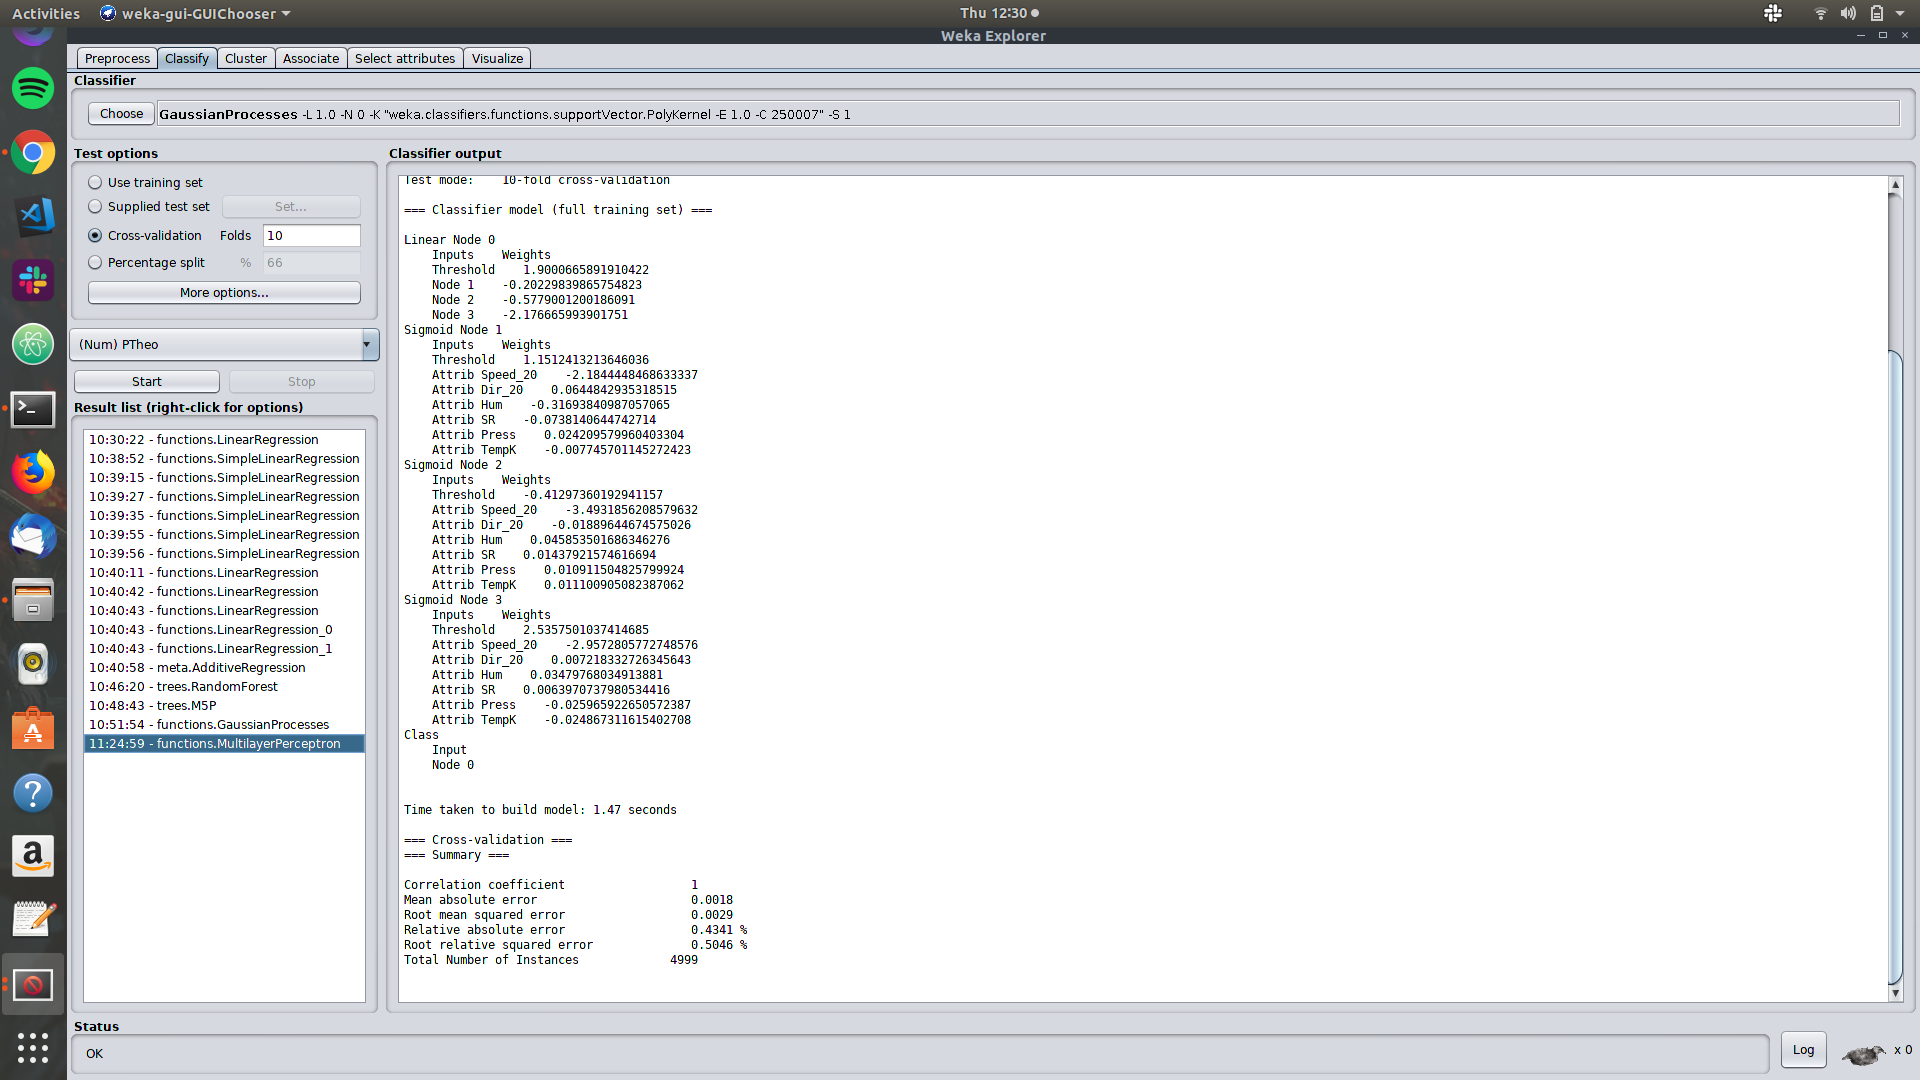 Activities weka-gui-GUIChooser Thu 12:30
Weka Explorer
Preprocess Classify Cluster Associate Select attributes Visualize
Classifier
Choose GaussianProcesses -L 1.0 -N 0 -K "weka.classifiers.functions.supportVector.PolyKernel -E 1.0 -C 250007" -S 1
Test options
Use training set
Supplied test set Set...
Cross-validation Folds 10
Percentage split % 66
More options...
(Num) PTheo
Start Stop
Result list (right-click for options)
10:30:22 - functions.LinearRegression
10:38:52 - functions.SimpleLinearRegression
10:39:15 - functions.SimpleLinearRegression
10:39:27 - functions.SimpleLinearRegression
10:39:35 - functions.SimpleLinearRegression
10:39:55 - functions.SimpleLinearRegression
10:39:56 - functions.SimpleLinearRegression
10:40:11 - functions.LinearRegression
10:40:42 - functions.LinearRegression
10:40:43 - functions.LinearRegression
10:40:43 - functions.LinearRegression_0
10:40:43 - functions.LinearRegression_1
10:40:58 - meta.AdditiveRegression
10:46:20 - trees.RandomForest
10:48:43 - trees.M5P
10:51:54 - functions.GaussianProcesses
11:24:59 - functions.MultilayerPerceptron
Classifier output
Test mode: 10-fold cross-validation
=== Classifier model (full training set) ===
Linear Node 0
Inputs Weights
Threshold 1.9000665891910422
Node 1 -0.20229839865754823
Node 2 -0.5779001200186091
Node 3 -2.176665993901751
Sigmoid Node 1
Inputs Weights
Threshold 1.1512413213646036
Attrib Speed_20 -2.1844448468633337
Attrib Dir_20 0.0644842935318515
Attrib Hum -0.31693840987057065
Attrib SR -0.0738140644742714
Attrib Press 0.024209579960403304
Attrib TempK -0.007745701145272423
Sigmoid Node 2
Inputs Weights
Threshold -0.41297360192941157
Attrib Speed_20 -3.4931856208579632
Attrib Dir_20 -0.01889644674575026
Attrib Hum 0.045853501686346276
Attrib SR 0.01437921574616694
Attrib Press 0.010911504825799924
Attrib TempK 0.011100905082387062
Sigmoid Node 3
Inputs Weights
Threshold 2.5357501037414685
Attrib Speed_20 -2.9572805772748576
Attrib Dir_20 0.007218332726345643
Attrib Hum 0.03479768034913881
Attrib SR 0.0063970737980534416
Attrib Press -0.025965922650572387
Attrib TempK -0.024867311615402708
Class
Input
Node 0
Time taken to build model: 1.47 seconds
=== Cross-validation ===
=== Summary ===
Correlation coefficient 1
Mean absolute error 0.0018
Root mean squared error 0.0029
Relative absolute error 0.4341 %
Root relative squared error 0.5046 %
Total Number of Instances 4999
Status
OK
Log x 0